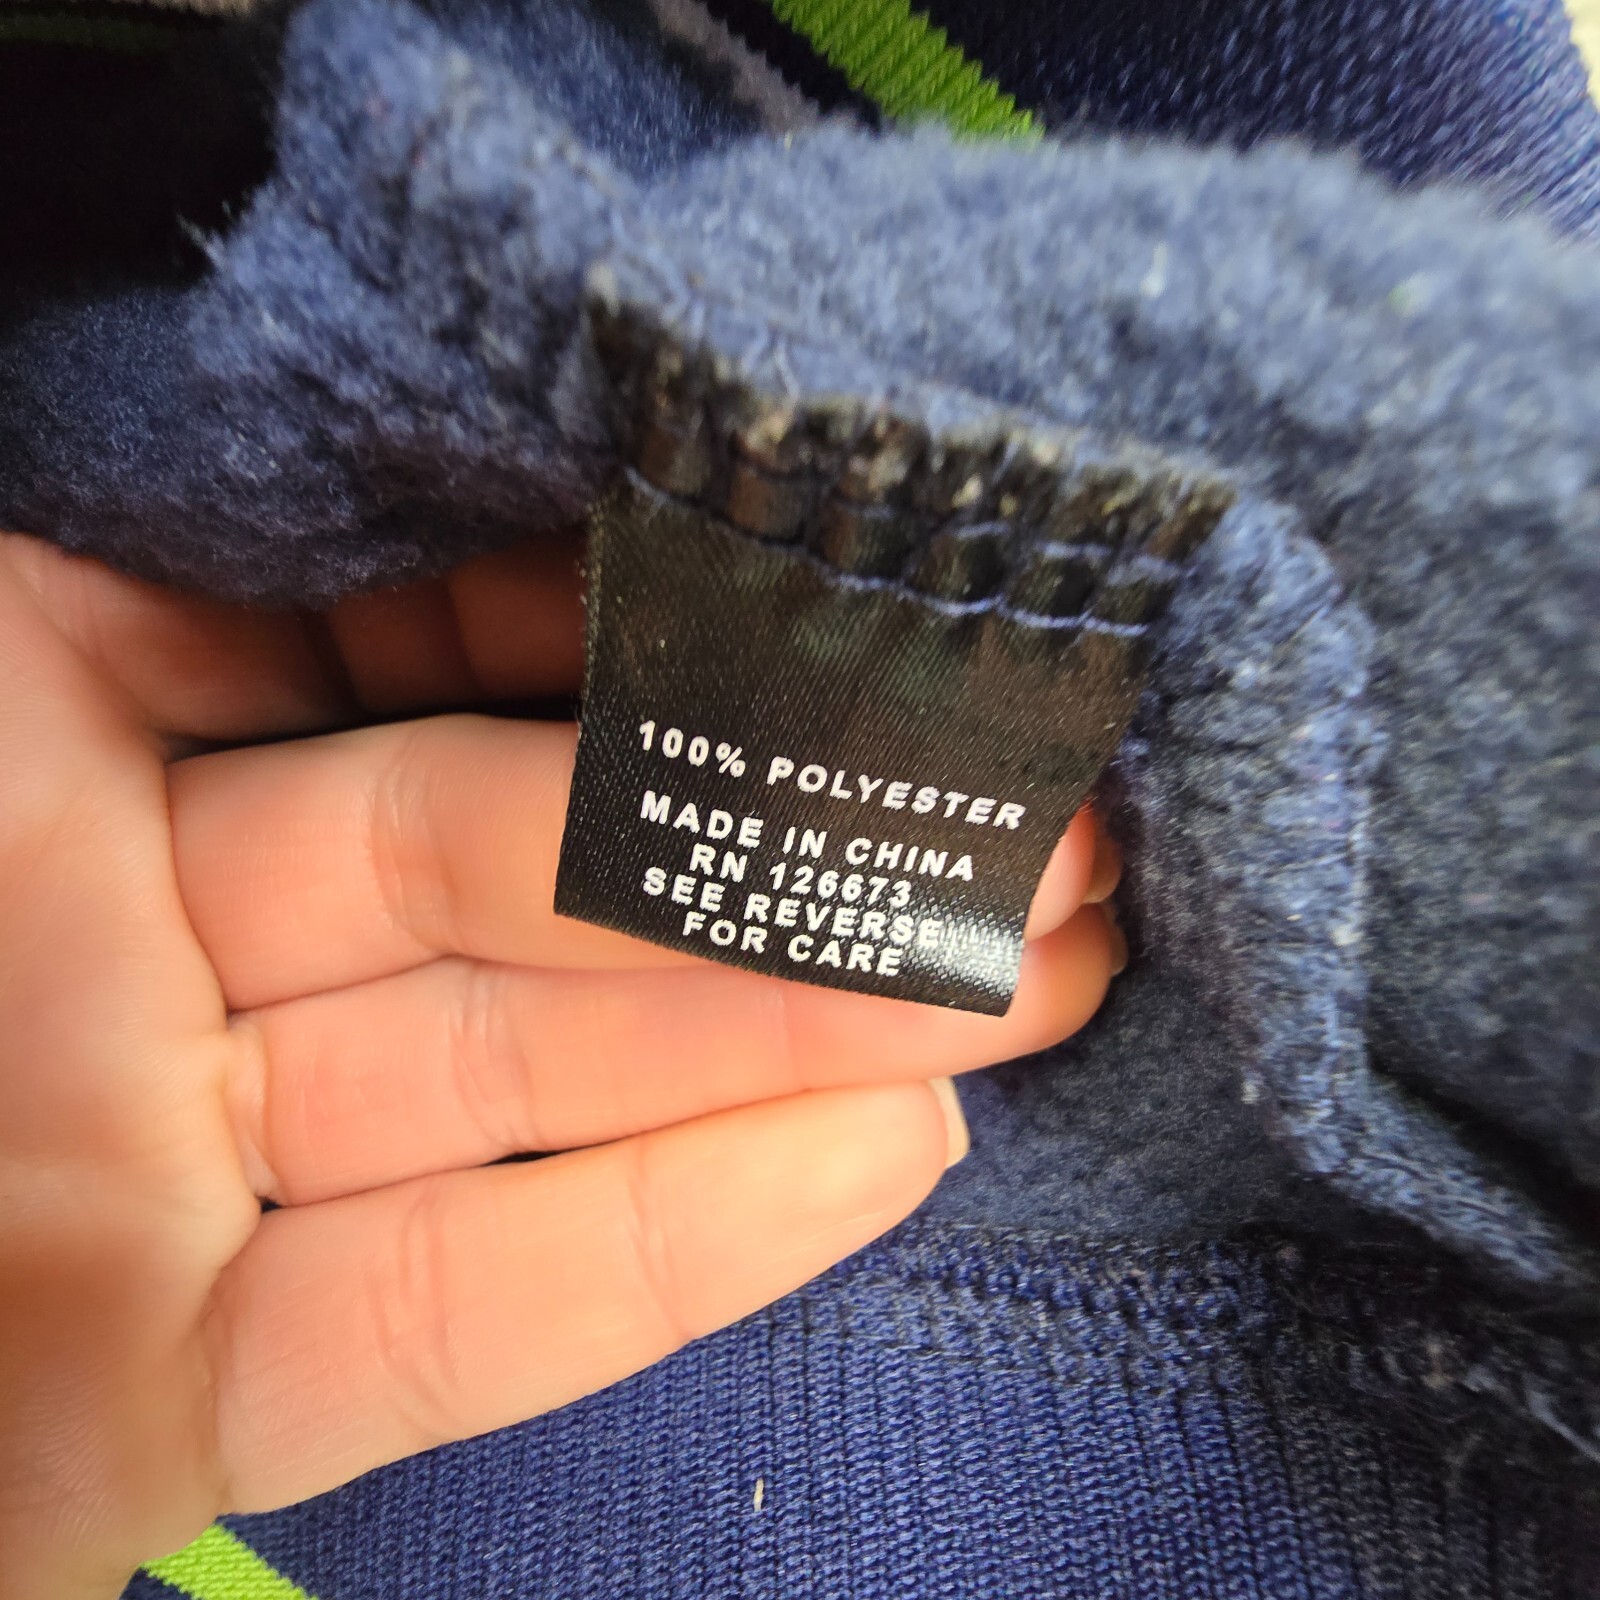 100% POLYESTER
MADE IN CHINA
RN 126673
SEE REVERSE
FOR CARE